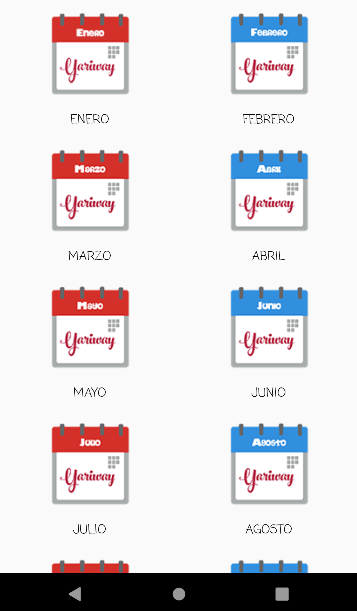 Enero Febrero
Yariway Yariway
ENERO FEBRERO
Marzo Abril
Yariway Yariway
MARZO ABRIL
Mayo Junio
Yariway Yariway
MAYO JUNIO
Julio Agosto
Yariway Yariway
JULIO AGOSTO